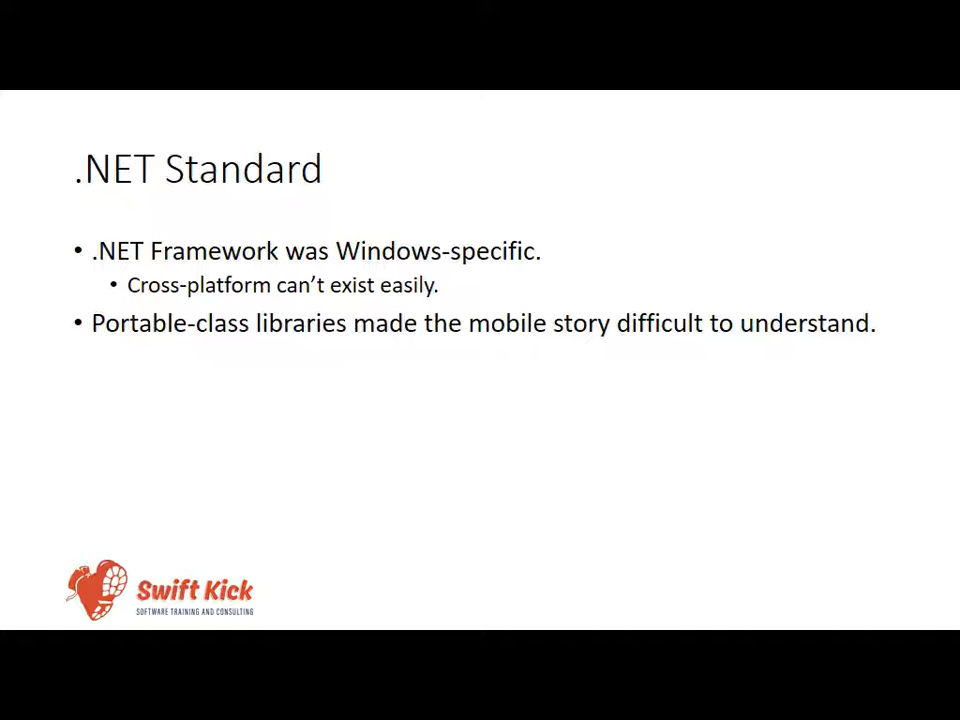 .NET Standard
• .NET Framework was Windows-specific.
• Cross-platform can’t exist easily.
• Portable-class libraries made the mobile story difficult to understand.
Swift Kick
SOFTWARE TRAINING AND CONSULTING